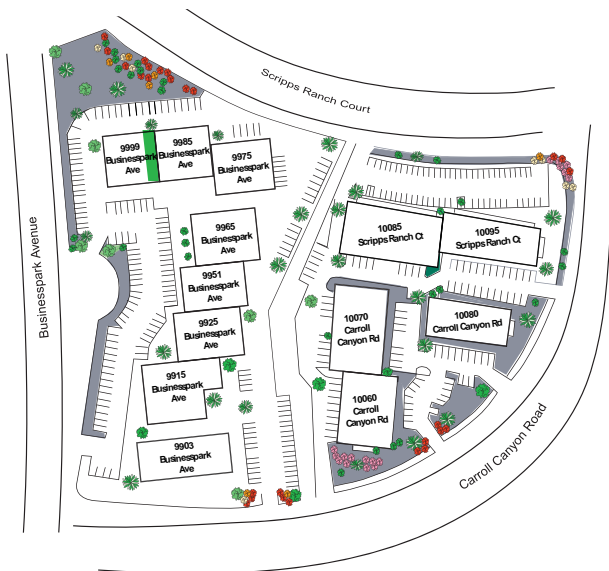 Scripps Ranch Court
9999
Businesspark
Ave
9985
Businesspark
Ave
9975
Businesspark
Ave
9965
Businesspark
Ave
9951
Businesspark
Ave
9925
Businesspark
Ave
9915
Businesspark
Ave
9903
Businesspark
Ave
10085
Scripps Ranch Ct
10095
Scripps Ranch Ct
10070
Carroll
Canyon Rd
10080
Carroll Canyon Rd
10060
Carroll
Canyon Rd
Businesspark Avenue
Carroll Canyon Road